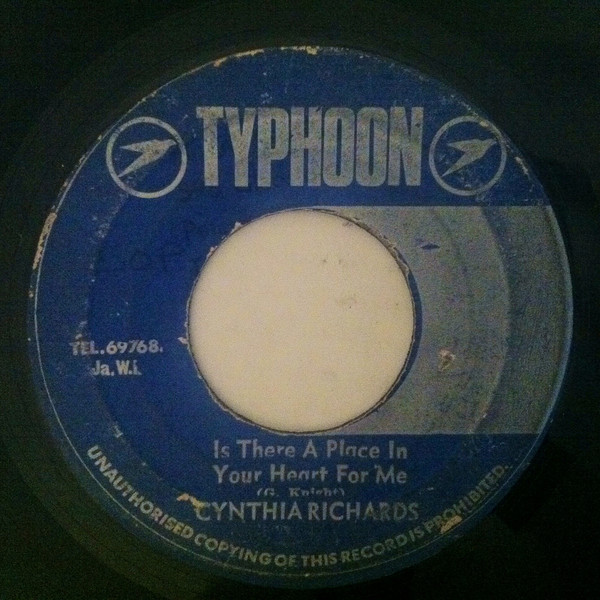 TYPHOON
TEL.69768.
Ja.W.I.
Is There A Place In
Your Heart For Me
(G. Knight)
CYNTHIA RICHARDS
UNAUTHORISED COPYING OF THIS RECORD IS PROHIBITED.